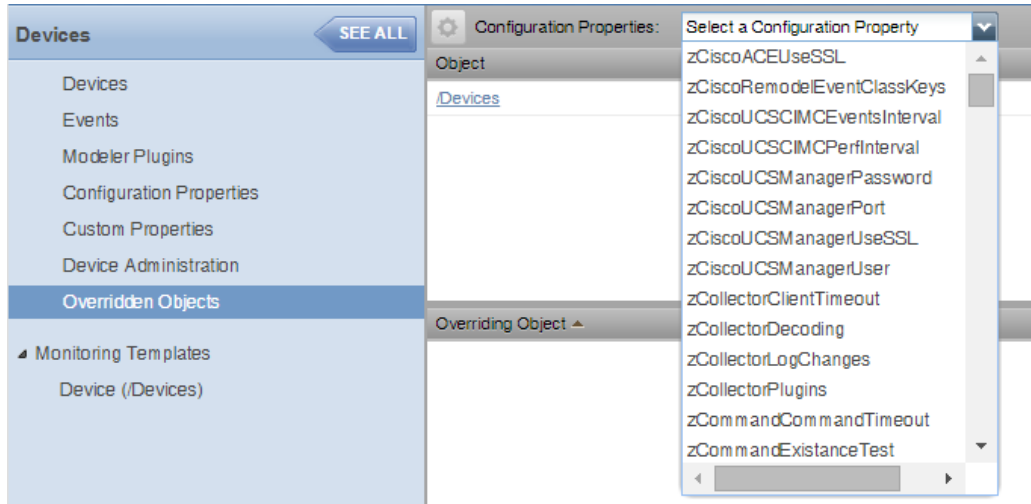 Devices
SEE ALL
Devices
Events
Modeler Plugins
Configuration Properties
Custom Properties
Device Administration
Overridden Objects
Monitoring Templates
Device (/Devices)
Configuration Properties:
Select a Configuration Property
Object
/Devices
Overriding Object
zCiscoACEUseSSL
zCiscoRemodelEventClassKeys
zCiscoUCSCIMCEventsInterval
zCiscoUCSCIMCPerfInterval
zCiscoUCSManagerPassword
zCiscoUCSManagerPort
zCiscoUCSManagerUseSSL
zCiscoUCSManagerUser
zCollectorClientTimeout
zCollectorDecoding
zCollectorLogChanges
zCollectorPlugins
zCommandCommandTimeout
zCommandExistanceTest